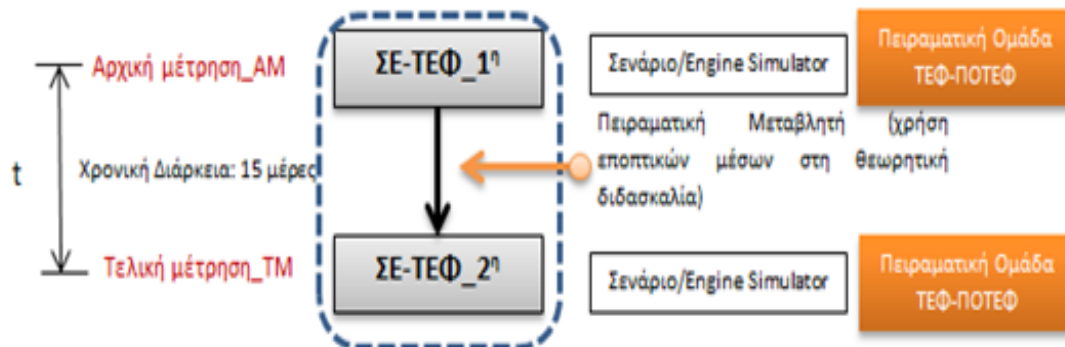 Αρχική μέτρηση_ΑΜ
ΣΕ-ΤΕΦ_1η
Σενάριο/Engine Simulator
Πειραματική Ομάδα
ΤΕΦ-ΠΟΤΕΦ
t
Χρονική Διάρκεια: 15 μέρες
Πειραματική Μεταβλητή (χρήση
εποπτικών μέσων στη θεωρητική
διδασκαλία)
Τελική μέτρηση_ΤΜ
ΣΕ-ΤΕΦ_2η
Σενάριο/Engine Simulator
Πειραματική Ομάδα
ΤΕΦ-ΠΟΤΕΦ